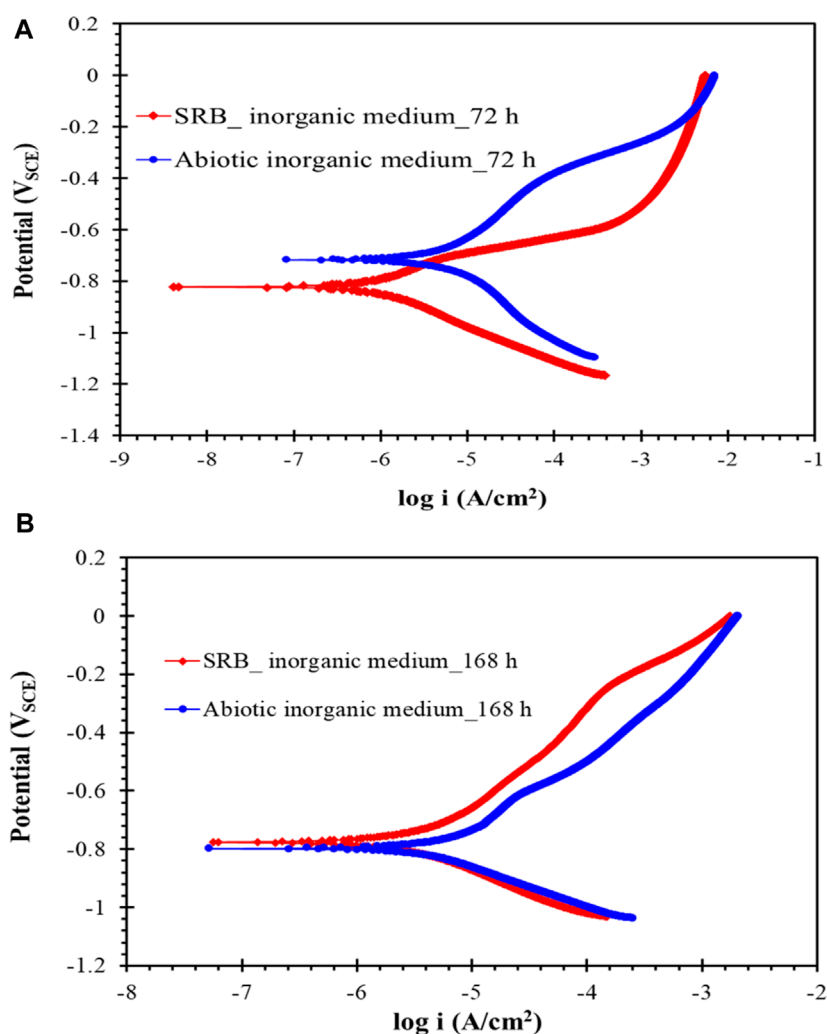 A
0.2
0
-0.2
-0.4
-0.6
-0.8
-1
-1.2
-1.4
Potential (V_SCE)
SRB_ inorganic medium_72 h
Abiotic inorganic medium_72 h
-9 -8 -7 -6 -5 -4 -3 -2 -1
log i (A/cm²)
B
0.2
0
-0.2
-0.4
-0.6
-0.8
-1
-1.2
Potential (V_SCE)
SRB_ inorganic medium_168 h
Abiotic inorganic medium_168 h
-8 -7 -6 -5 -4 -3 -2
log i (A/cm²)